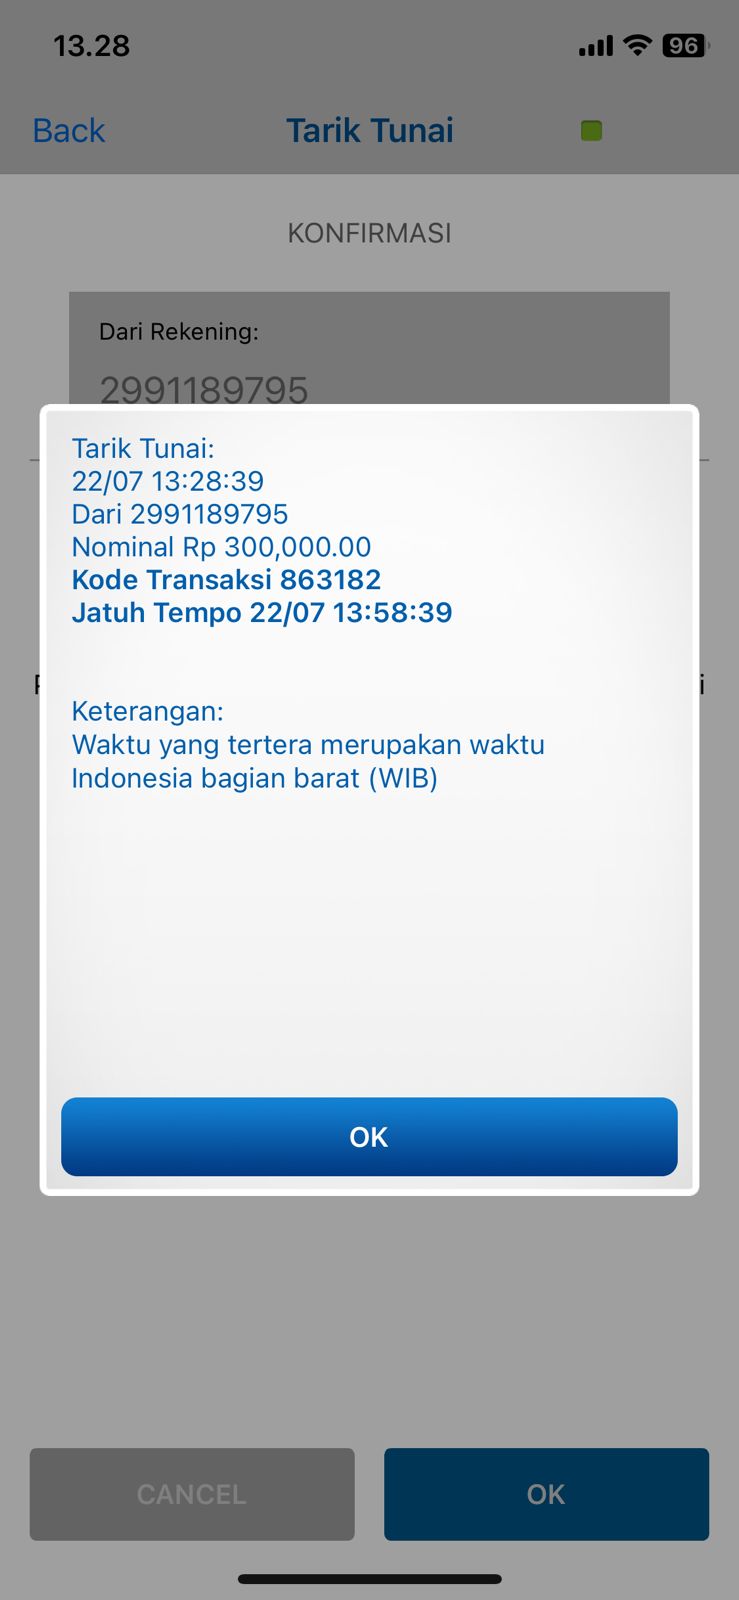 13.28
96
Back
Tarik Tunai
KONFIRMASI
Dari Rekening:
2991189795
Tarik Tunai:
22/07 13:28:39
Dari 2991189795
Nominal Rp 300,000.00
Kode Transaksi 863182
Jatuh Tempo 22/07 13:58:39
Keterangan:
Waktu yang tertera merupakan waktu
Indonesia bagian barat (WIB)
OK
CANCEL
OK